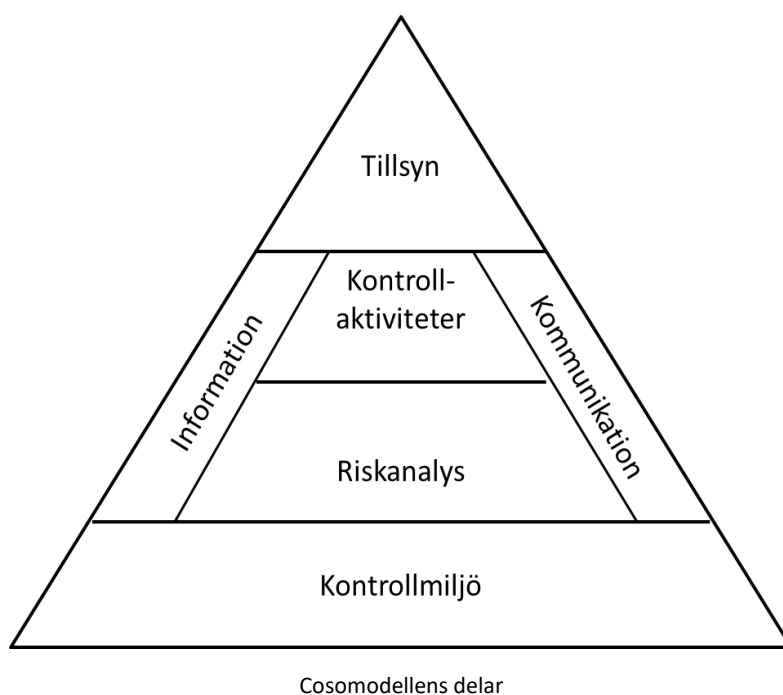 Tillsyn
Kontroll-
aktiviteter
Information
Kommunikation
Riskanalys
Kontrollmiljö
Cosomodellens delar